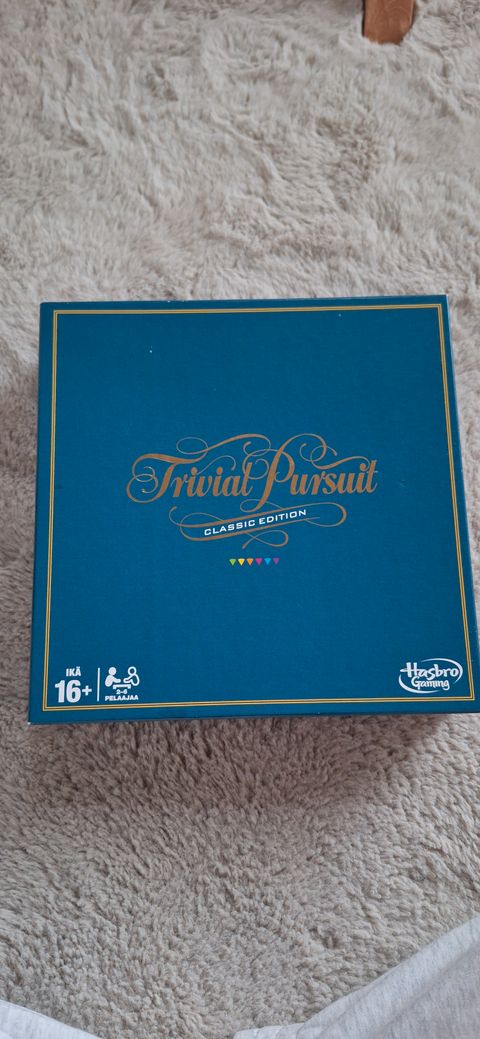 Trivial Pursuit
CLASSIC EDITION
IKÄ
16+
2-6
PELAAJAA
Hasbro
Gaming